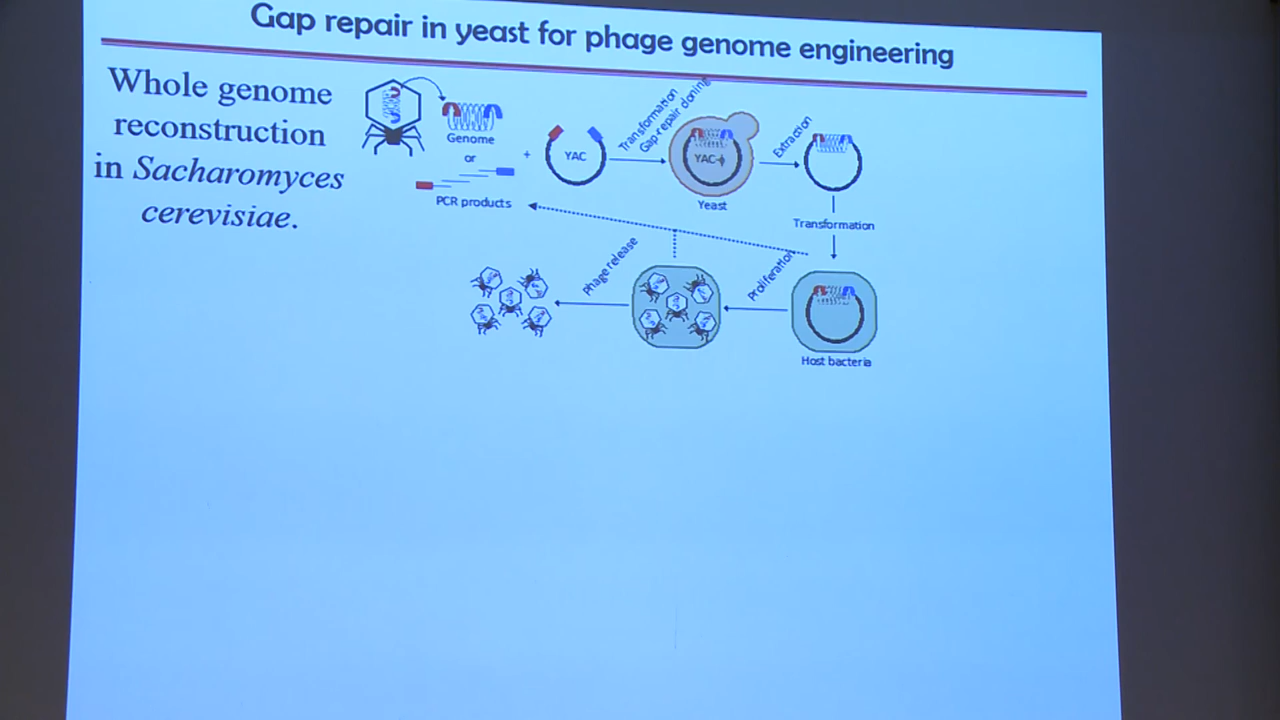 Gap repair in yeast for phage genome engineering
Whole genome
reconstruction
in Sacharomyces
cerevisiae.
Genome
or
PCR products
+
YAC
Transformation
Gap-repair cloning
YAC-ϕ
Yeast
Extraction
Transformation
Host bacteria
Proliferation
Phage release